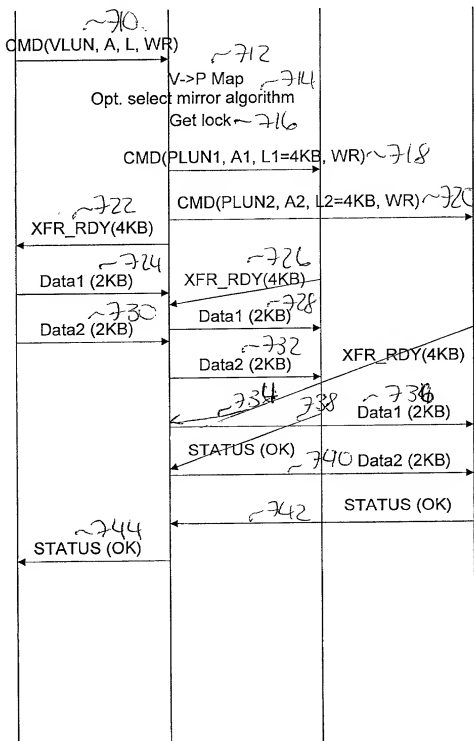 ~710
CMD(VLUN, A, L, WR)
~712
V->P Map ~714
Opt. select mirror algorithm
Get lock ~716
CMD(PLUN1, A1, L1=4KB, WR) ~718
CMD(PLUN2, A2, L2=4KB, WR) ~720
~722
XFR_RDY(4KB)
~724
Data1 (2KB)
~726
XFR_RDY(4KB)
~728
Data1 (2KB)
~730
Data2 (2KB)
~732
Data2 (2KB)
XFR_RDY(4KB)
~734
~736
Data1 (2KB)
738
STATUS (OK)
~740 Data2 (2KB)
~742
STATUS (OK)
~744
STATUS (OK)